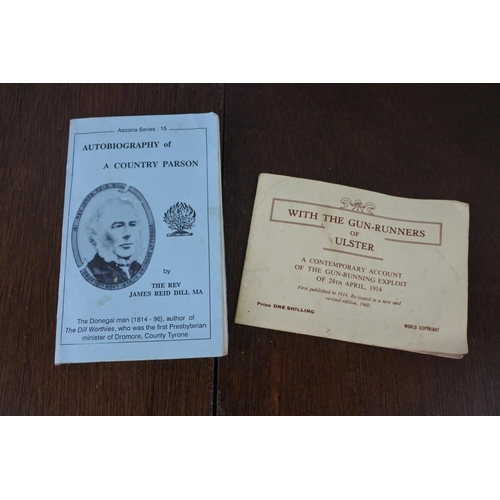 Ascona Series : 15
AUTOBIOGRAPHY of
A COUNTRY PARSON
by
THE REV
JAMES REID DILL MA
The Donegal man (1814 - 96), author of
The Dill Worthies, who was the first Presbyterian
minister of Dromore, County Tyrone
WITH THE GUN-RUNNERS
OF
ULSTER
A CONTEMPORARY ACCOUNT
OF THE GUN-RUNNING EXPLOIT
OF 24TH APRIL, 1914
First published in 1914. Re-issued in a new and
revised edition, 1966.
Price ONE SHILLING
WORLD COPYRIGHT